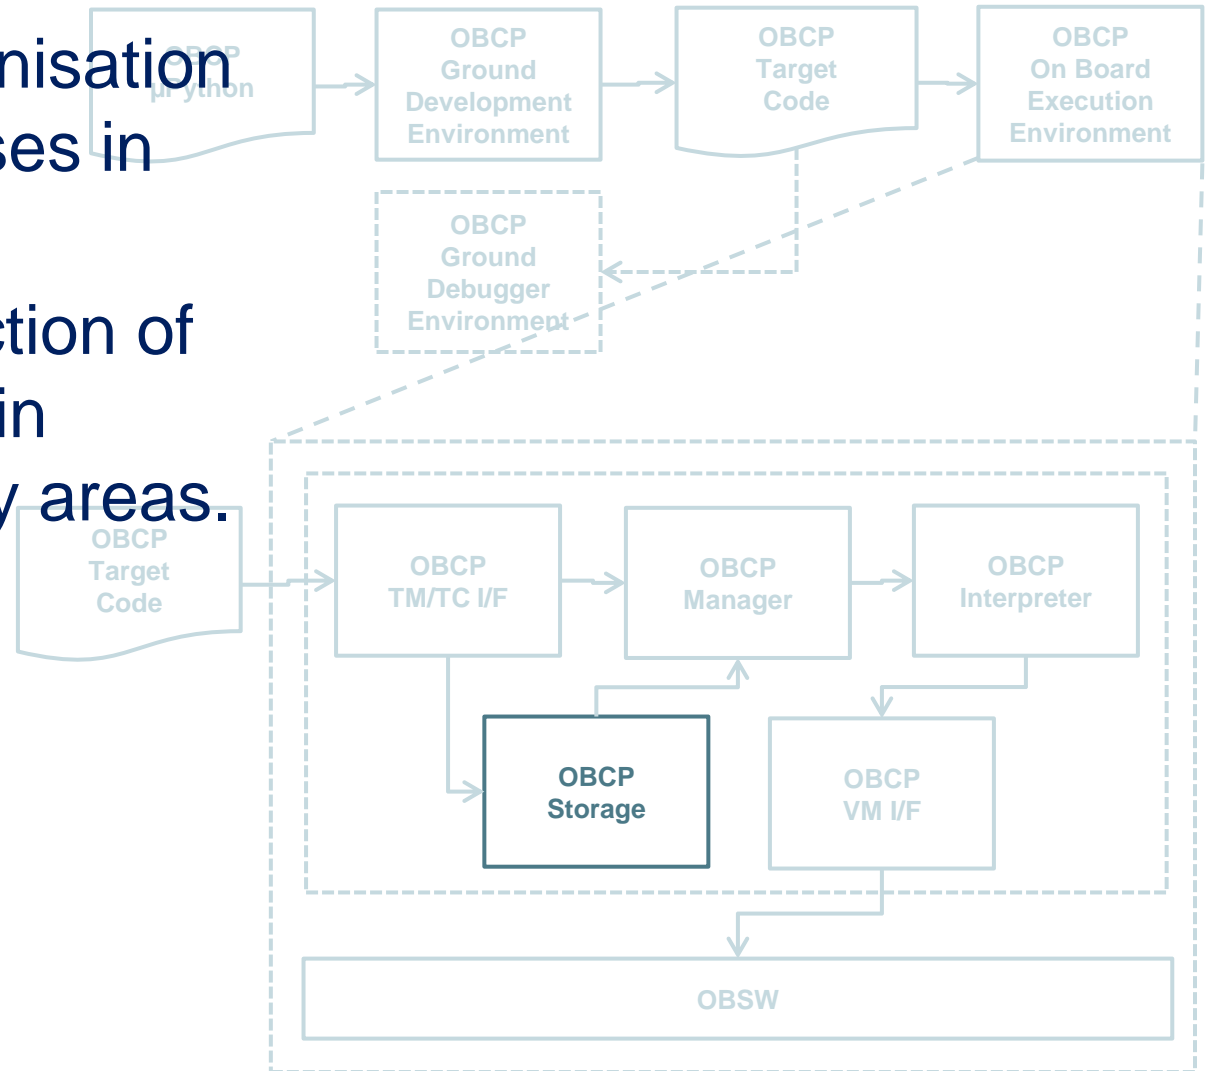 nisation
ses in
ction of
in
y areas.
OBCP
µPython
OBCP
Ground
Development
Environment
OBCP
Target
Code
OBCP
On Board
Execution
Environment
OBCP
Ground
Debugger
Environment
OBCP
Target
Code
OBCP
TM/TC I/F
OBCP
Manager
OBCP
Interpreter
OBCP
Storage
OBCP
VM I/F
OBSW